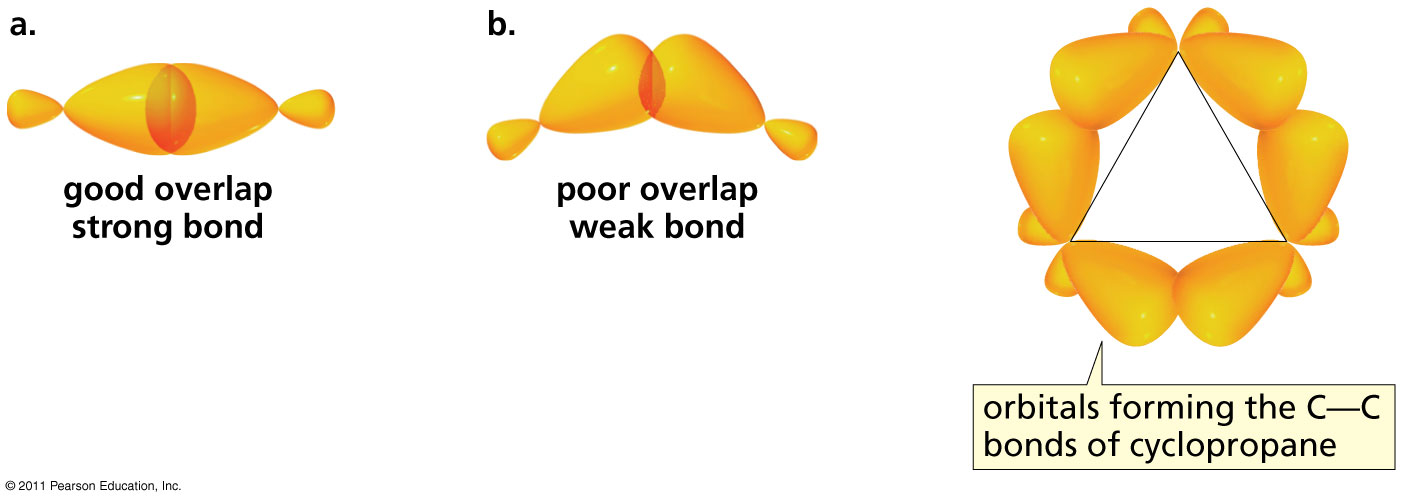 a.
good overlap
strong bond
b.
poor overlap
weak bond
orbitals forming the C—C
bonds of cyclopropane
© 2011 Pearson Education, Inc.